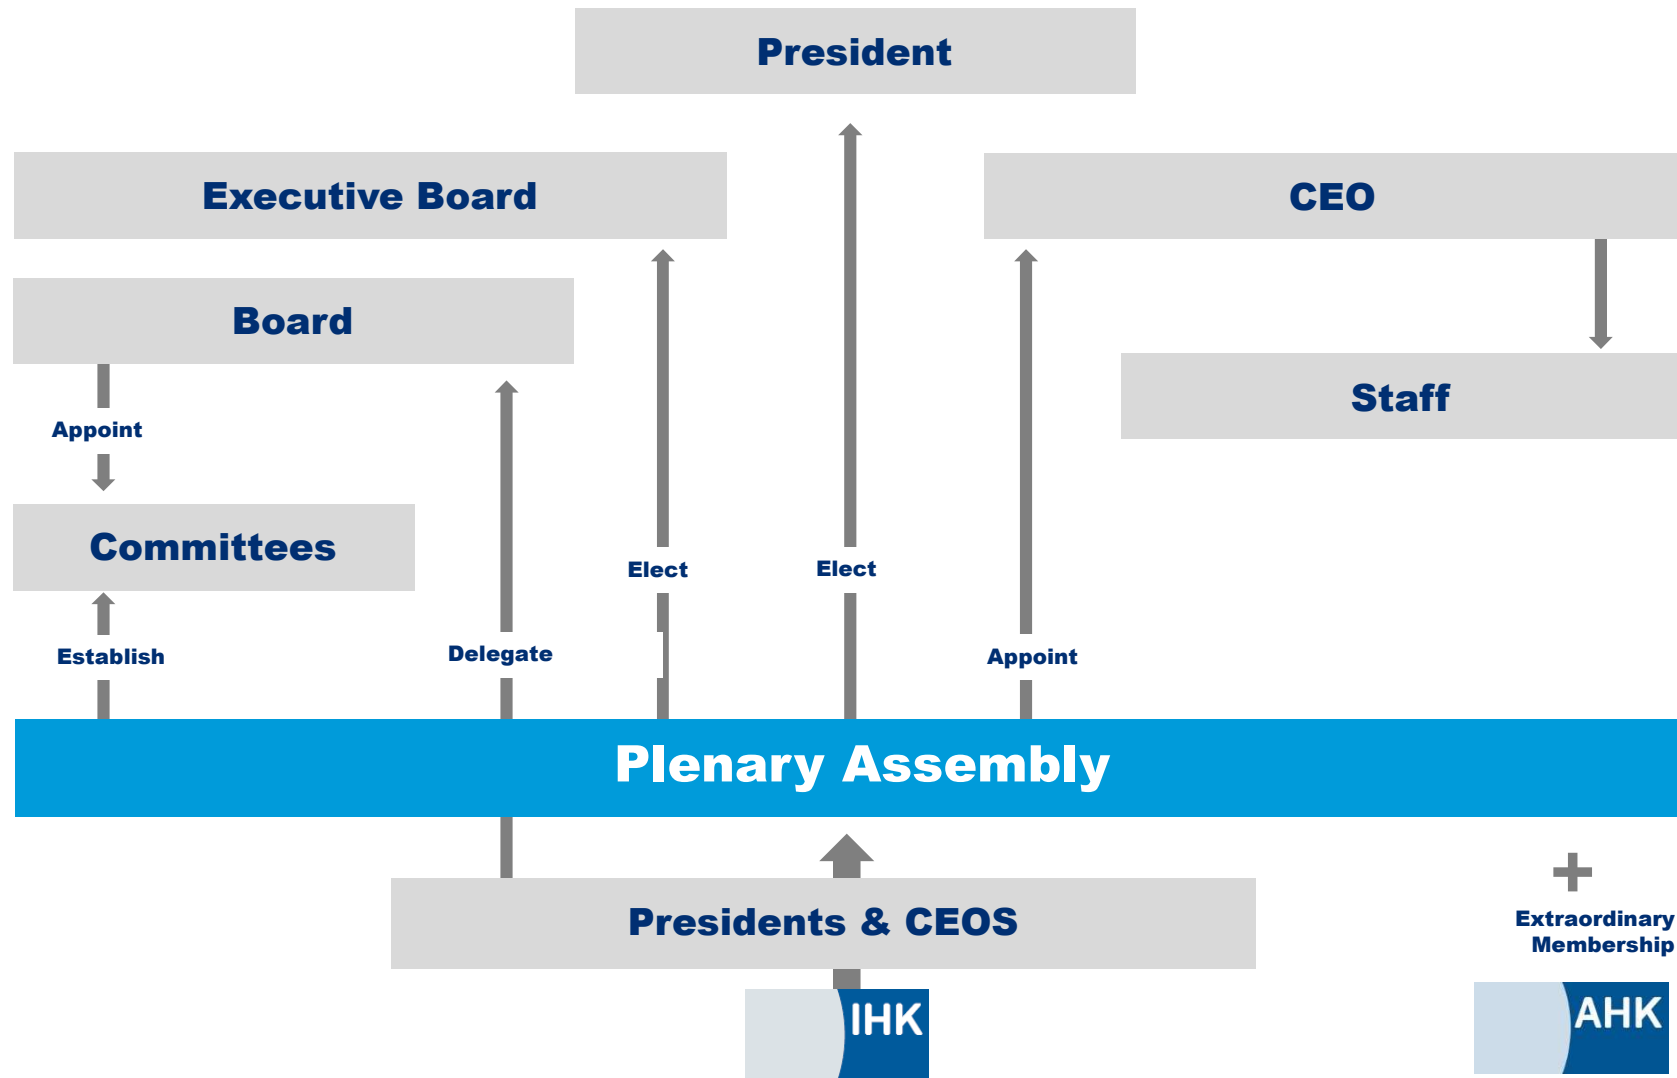 President
Executive Board
CEO
Board
Staff
Appoint
Committees
Elect
Elect
Establish
Delegate
Appoint
Plenary Assembly
Presidents & CEOS
Extraordinary
Membership
IHK
AHK